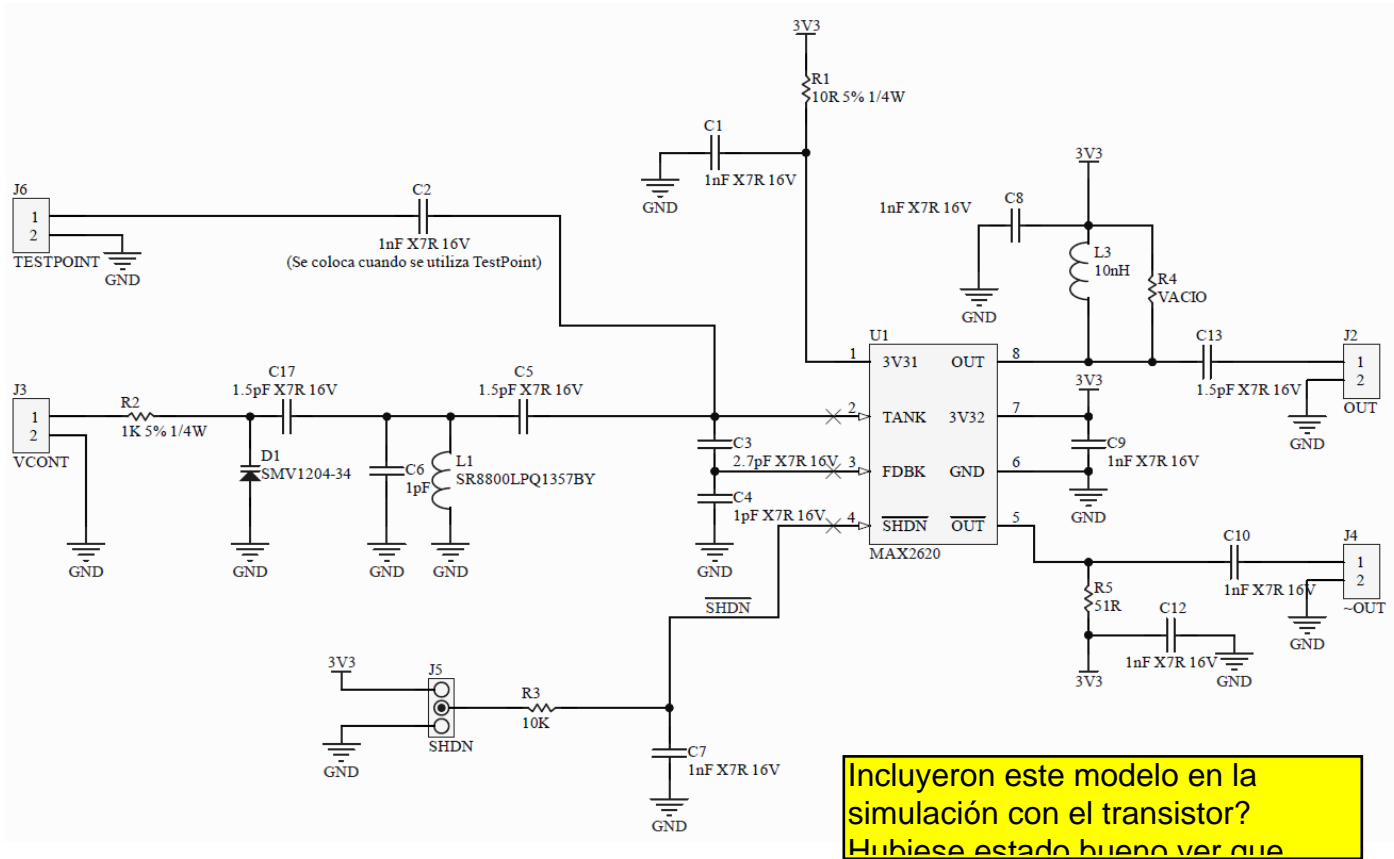 3V3
R1
10R 5% 1/4W
C1
1nF X7R 16V
GND
J6
1
2
TESTPOINT
GND
C2
1nF X7R 16V
(Se coloca cuando se utiliza TestPoint)
3V3
C8
1nF X7R 16V
GND
L3
10nH
R4
VACIO
C13
1.5pF X7R 16V
J2
1
2
OUT
GND
U1
1 3V31 OUT 8
2 TANK 3V32 7
3 FDBK GND 6
4 SHDN OUT 5
MAX2620
3V3
C9
1nF X7R 16V
GND
J3
1
2
VCONT
GND
R2
1K 5% 1/4W
C17
1.5pF X7R 16V
D1
SMV1204-34
GND
C6
1pF
GND
L1
SR8800LPQ1357BY
GND
C5
1.5pF X7R 16V
C3
2.7pF X7R 16V
C4
1pF X7R 16V
GND
SHDN
C10
1nF X7R 16V
J4
1
2
~OUT
GND
R5
51R
C12
1nF X7R 16V
GND
3V3
3V3
J5
SHDN
GND
R3
10K
C7
1nF X7R 16V
GND
Incluyeron este modelo en la
simulación con el transistor?
Hubiese estado bueno ver que